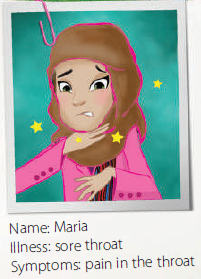 Name: Maria
Illness: sore throat
Symptoms: pain in the throat